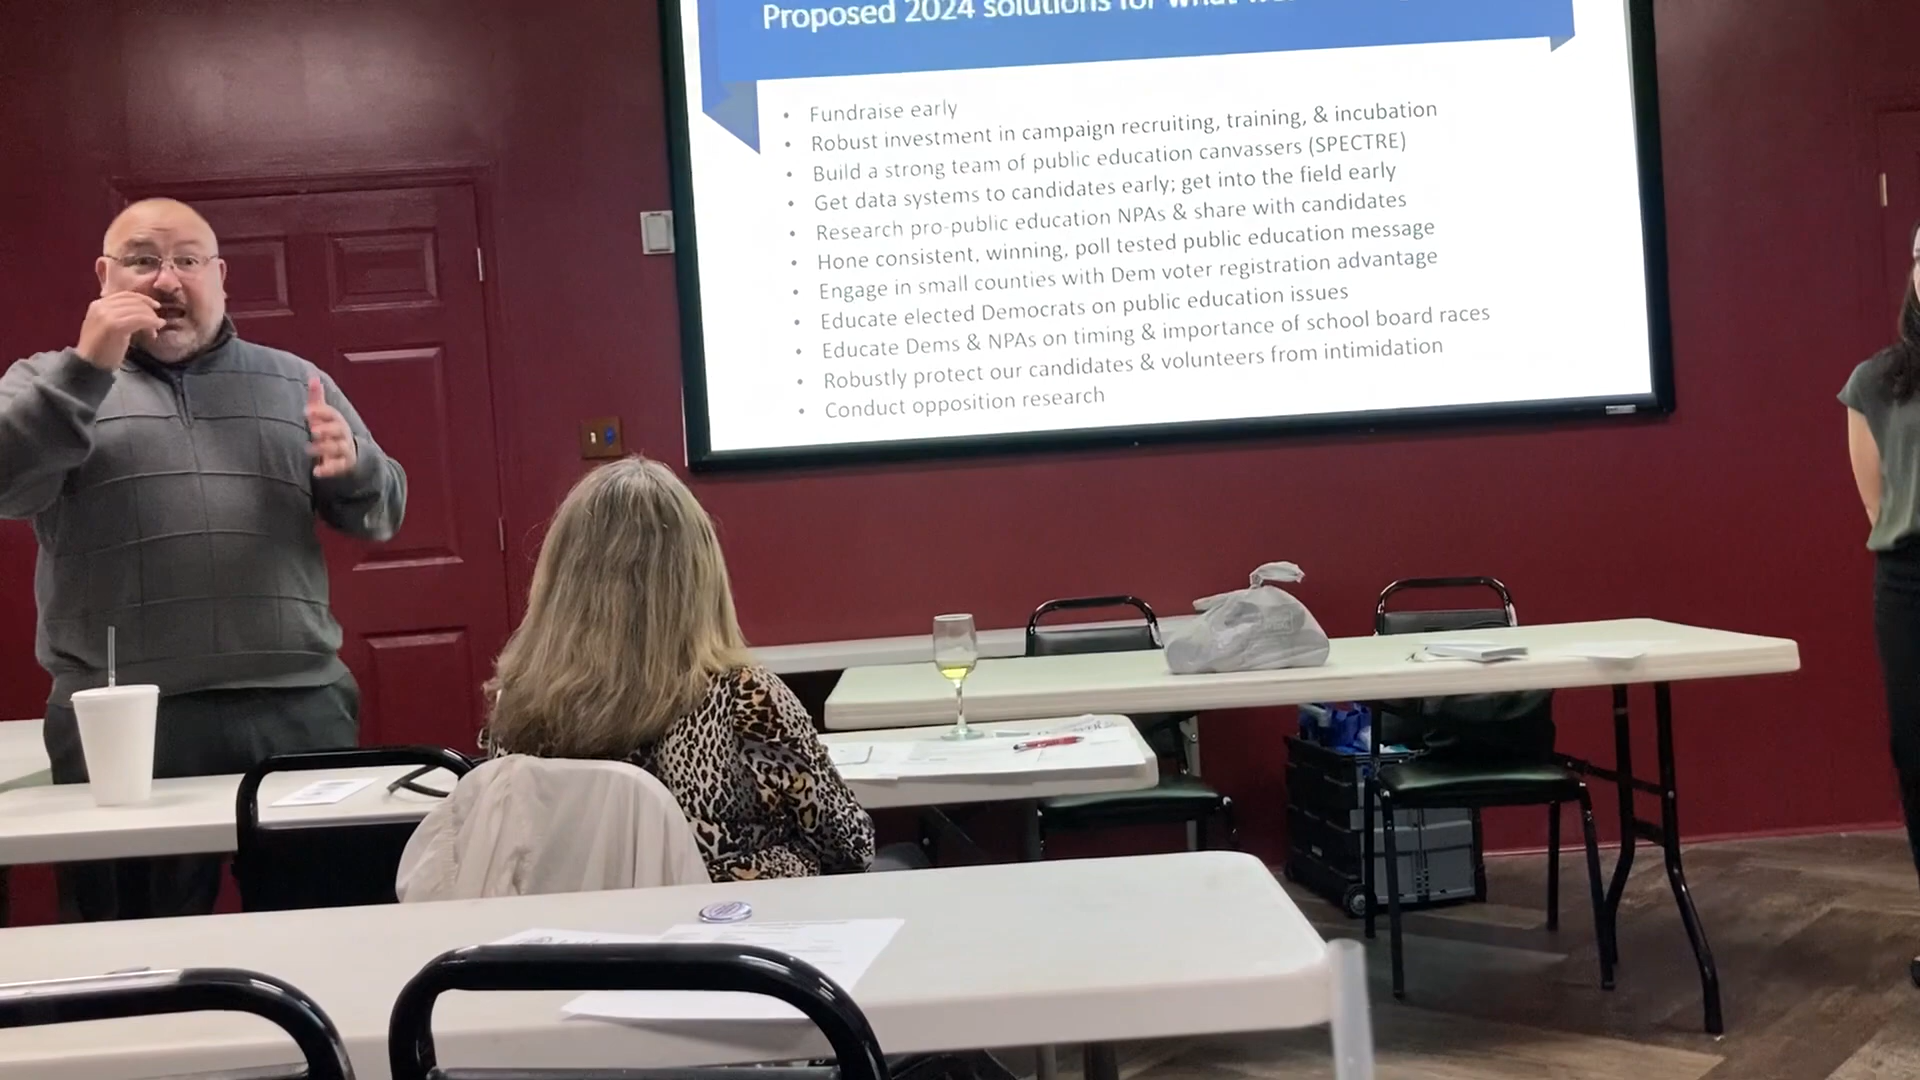 Proposed 2024 solutions for what
• Fundraise early
• Robust investment in campaign recruiting, training, & incubation
• Build a strong team of public education canvassers (SPECTRE)
• Get data systems to candidates early; get into the field early
• Research pro-public education NPAs & share with candidates
• Hone consistent, winning, poll tested public education message
• Engage in small counties with Dem voter registration advantage
• Educate elected Democrats on public education issues
• Educate Dems & NPAs on timing & importance of school board races
• Robustly protect our candidates & volunteers from intimidation
• Conduct opposition research